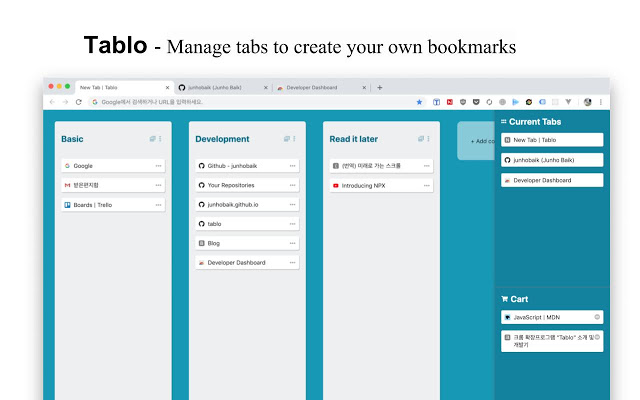 Tablo - Manage tabs to create your own bookmarks
New Tab | Tablo
junhobaik (Junho Baik)
Developer Dashboard
Google에서 검색하거나 URL을 입력하세요.
Basic
Google
받은편지함
Boards | Trello
Development
Github - junhobaik
Your Repositories
junhobaik.github.io
tablo
Blog
Developer Dashboard
Read it later
(번역) 미래로 가는 스크롤
Introducing NPX
+ Add co
Current Tabs
New Tab | Tablo
junhobaik (Junho Baik)
Developer Dashboard
Cart
JavaScript | MDN
크롬 확장프로그램 "Tablo" 소개 및
개발기